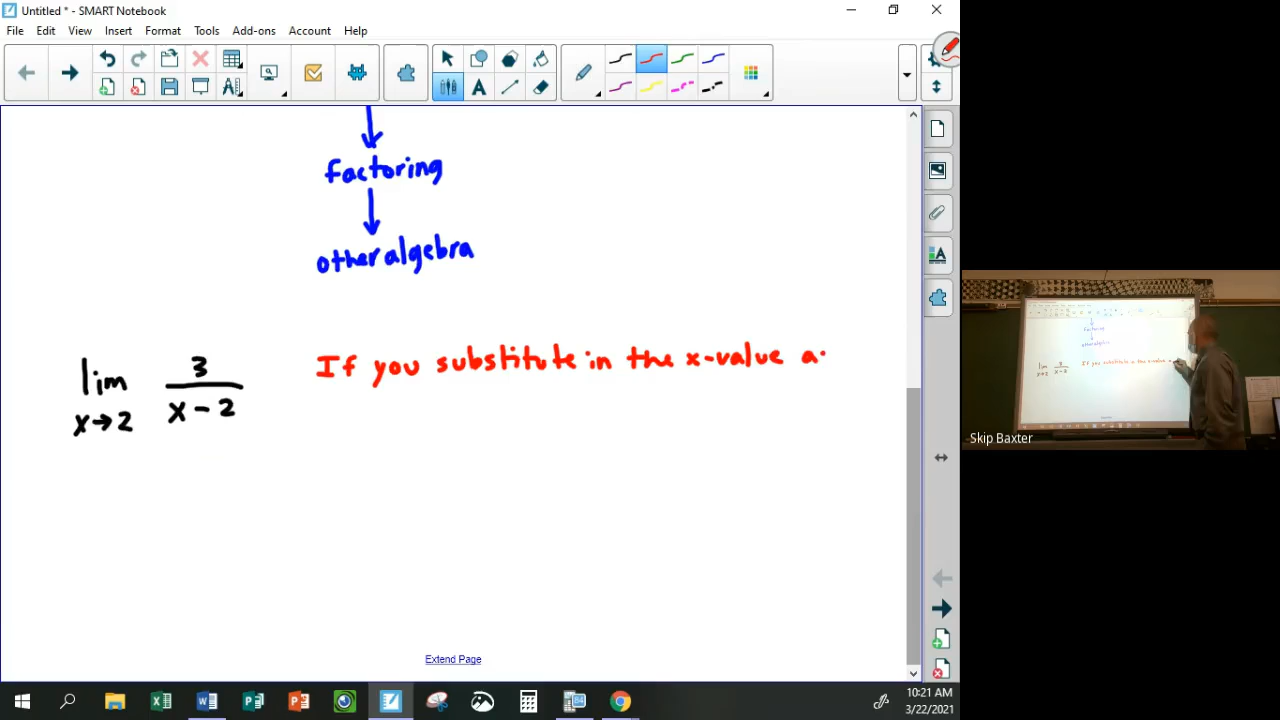 Untitled * - SMART Notebook
File Edit View Insert Format Tools Add-ons Account Help
factoring
other algebra
lim x→2 3/(x-2)
If you substitute in the x-value a
Skip Baxter
Extend Page
10:21 AM
3/22/2021